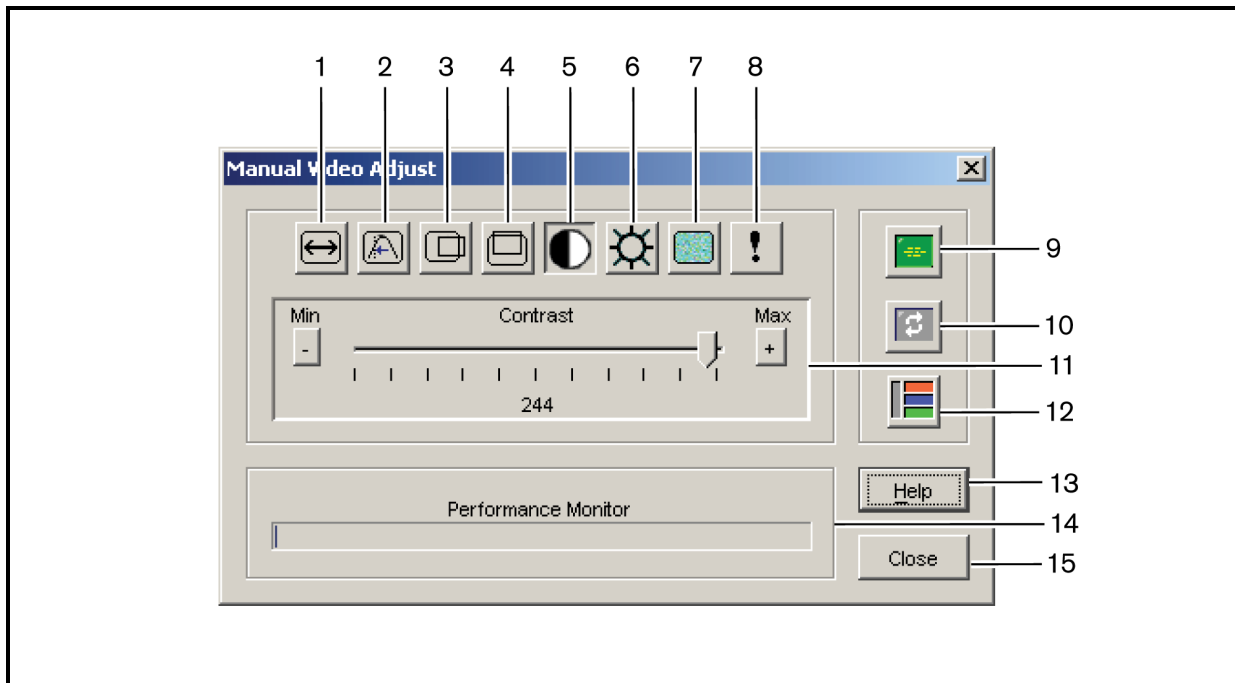 1 2 3 4 5 6 7 8
Manual Video Adjust
!
9
Min Contrast Max
- +
10
11
244
12
Help
13
Performance Monitor
14
Close
15